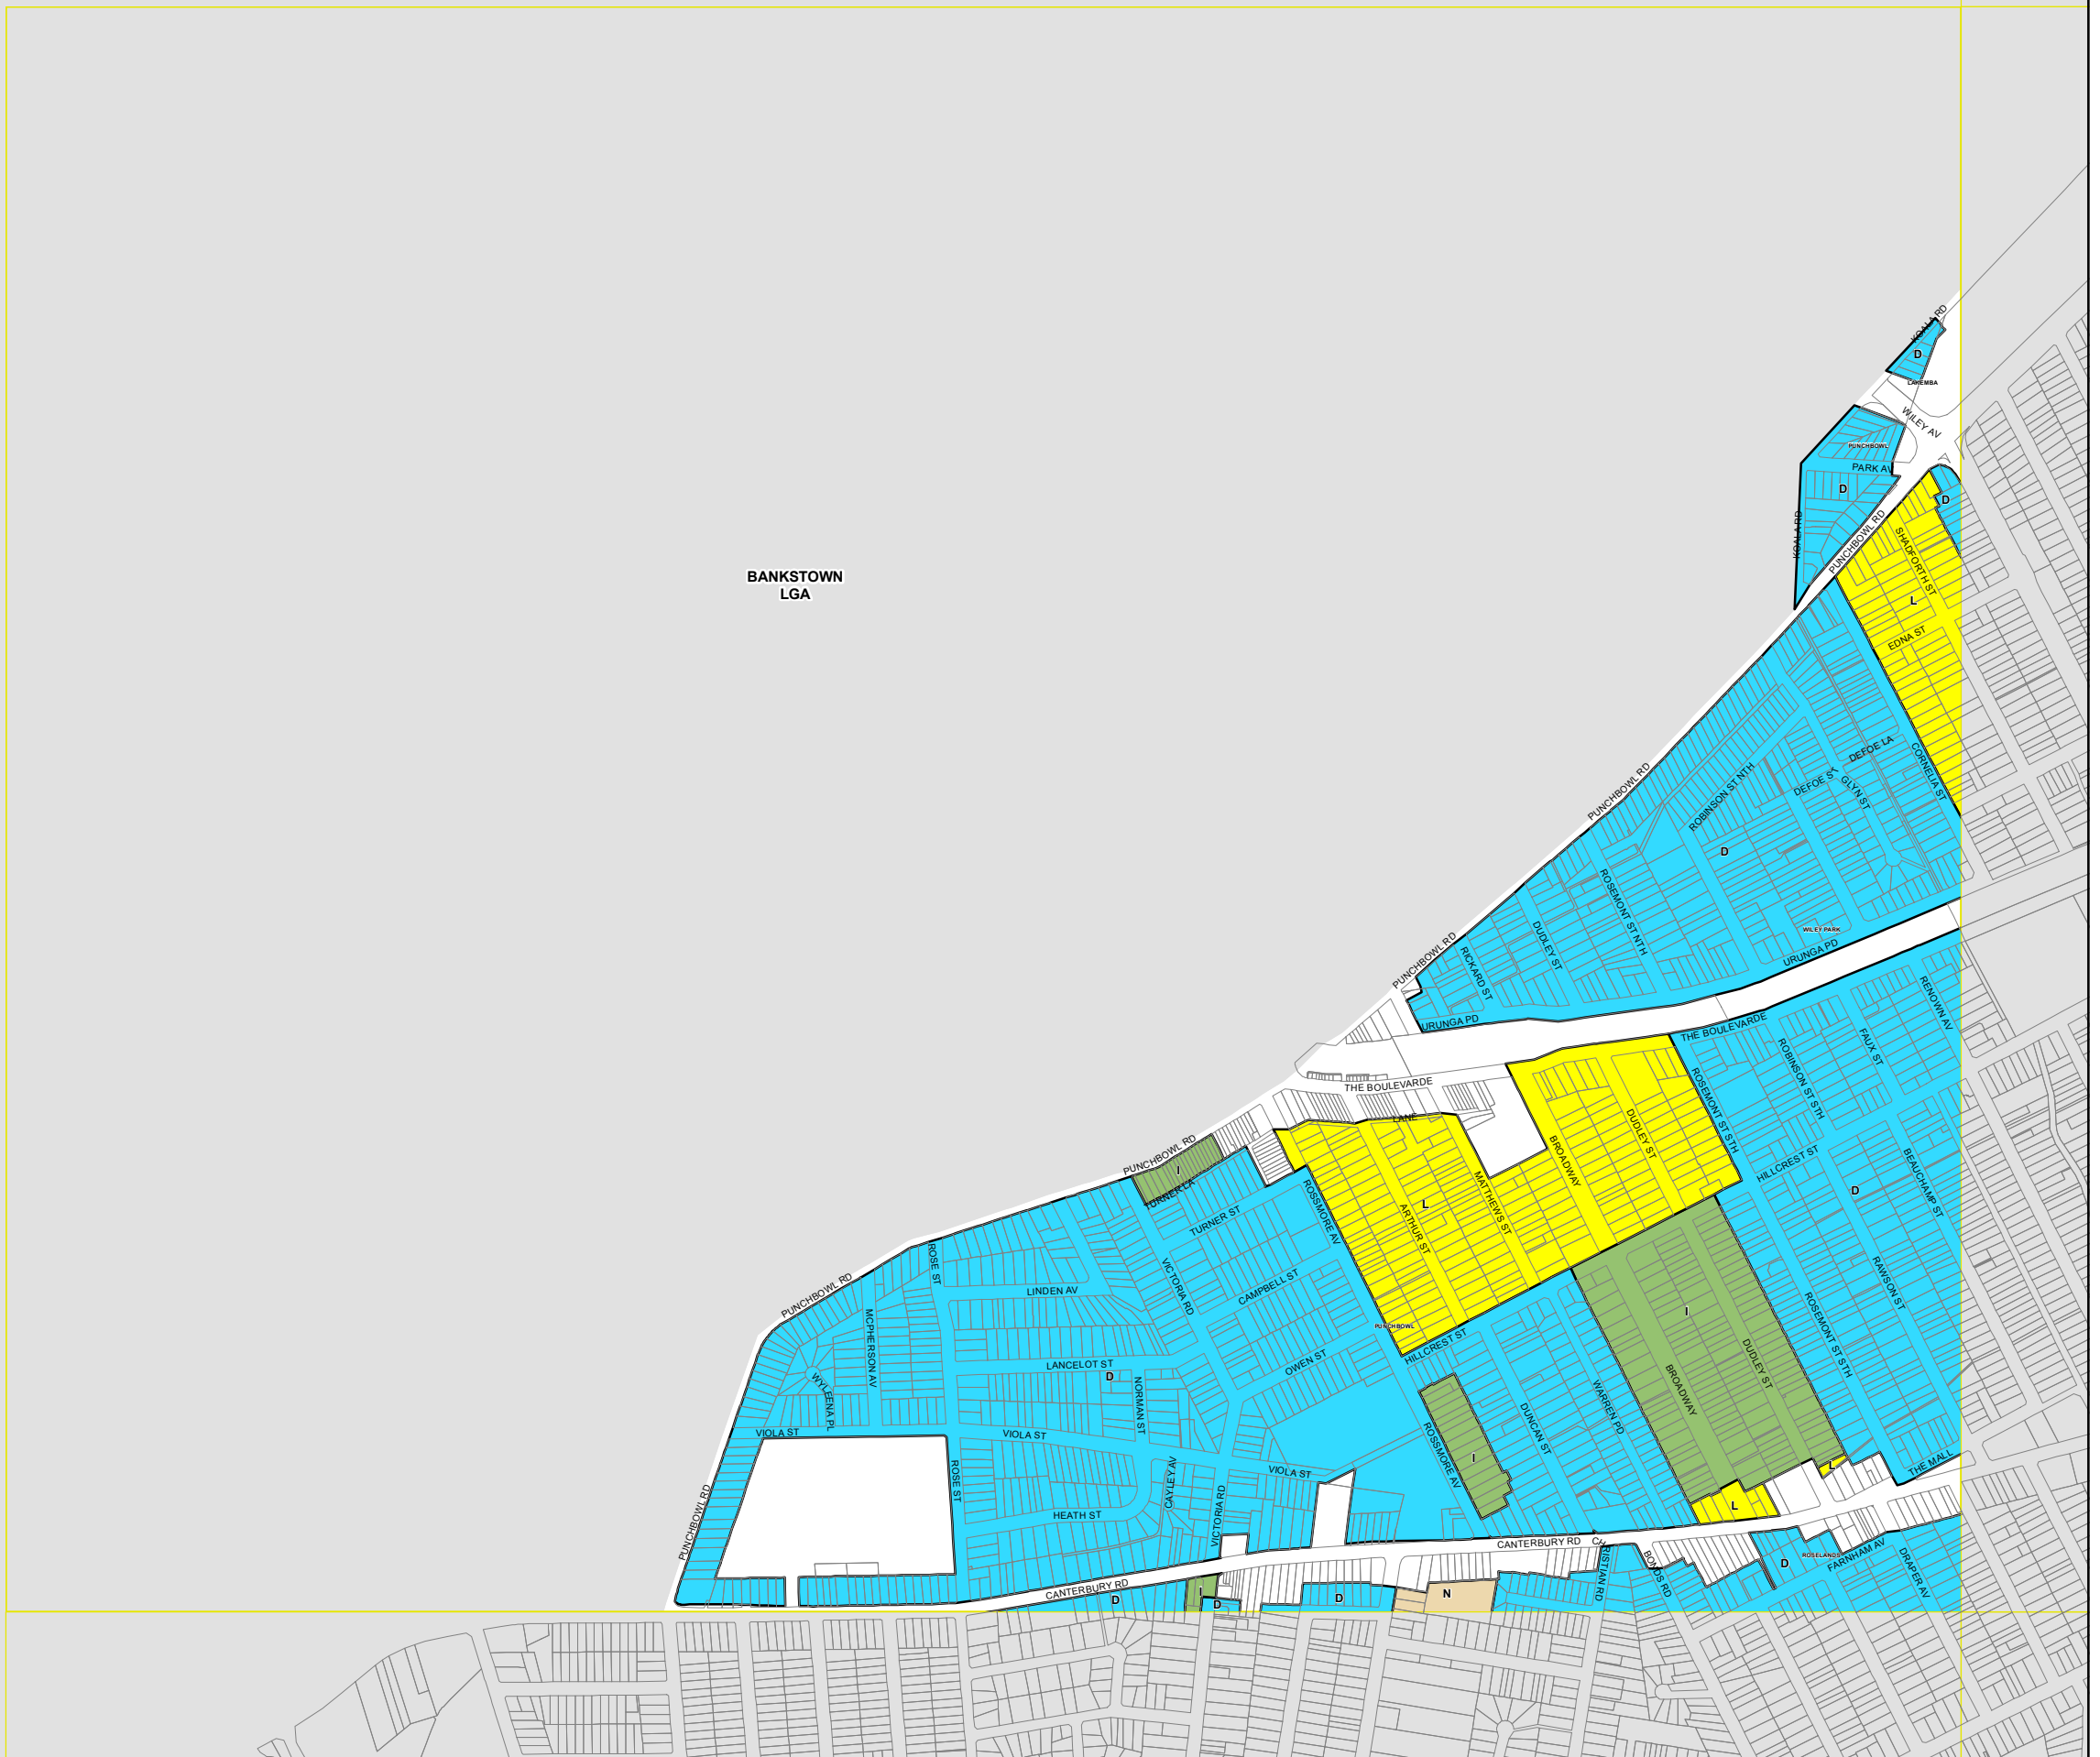 KOALA RD
D
LAKEMBA
WILEY AV
PUNCHBOWL
PARK AV
D
D
KOALA RD
PUNCHBOWL RD
SHADFORTH ST
BANKSTOWN
LGA
L
EDNA ST
CORNELIA ST
DEFOE LA
PUNCHBOWL RD
ROBINSON ST NTH
DEFOE ST
GLYN ST
D
ROSEMONT ST NTH
WILEY PARK
DUDLEY ST
URUNGA PD
PUNCHBOWL RD
RICKARD ST
RENOWN AV
URUNGA PD
THE BOULEVARDE
FAUX ST
ROBINSON ST STH
THE BOULEVARDE
ROSEMONT ST STH
LANE
DUDLEY ST
PUNCHBOWL RD
BROADWAY
HILLCREST ST
I
TURNER LA
BEAUCHAMP ST
D
MATTHEWS ST
ROSSMORE AV
L
TURNER ST
ARTHUR ST
ROSE ST
VICTORIA RD
CAMPBELL ST
LINDEN AV
PUNCHBOWL RD
RAWSON ST
I
PUNCHBOWL
ROSEMONT ST STH
MCPHERSON AV
HILLCREST ST
LANCELOT ST
D
OWEN ST
DUDLEY ST
BROADWAY
WYLEENA PL
NORMAN ST
WARREN PD
DUNCAN ST
VIOLA ST
VIOLA ST
ROSSMORE AV
I
THE MALL
L
VIOLA ST
ROSE ST
CAYLEY AV
L
HEATH ST
VICTORIA RD
PUNCHBOWL RD
CANTERBURY RD
CHRISTIAN RD
ROSELANDS
FARNHAM AV
D
BONDS RD
DRAPER AV
CANTERBURY RD
I
D
D
D
N